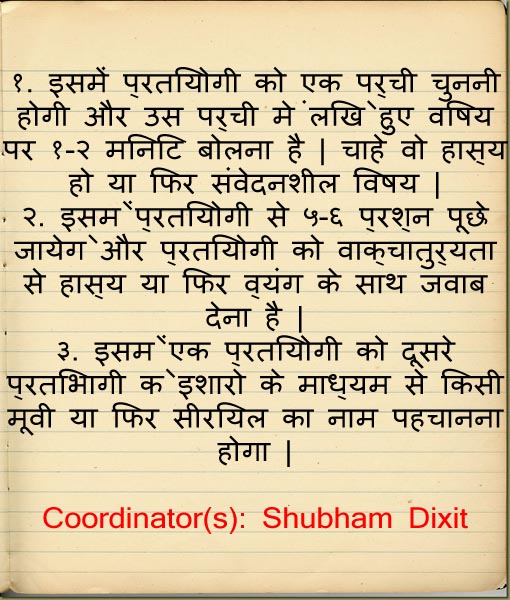 १. इसमें प्रतियोगी को एक पर्ची चुननी
होगी और उस पर्ची में लिखे हुए विषय
पर १-२ मिनिट बोलना है | चाहे वो हास्य
हो या फिर संवेदनशील विषय |
२. इसमें प्रतियोगी से ५-६ प्रश्न पूछे
जायेगे और प्रतियोगी को वाक्चातुर्यता
से हास्य या फिर व्यंग के साथ जवाब
देना है |
३. इसमें एक प्रतियोगी को दूसरे
प्रतिभागी के इशारो के माध्यम से किसी
मूवी या फिर सीरियल का नाम पहचानना
होगा |
Coordinator(s): Shubham Dixit